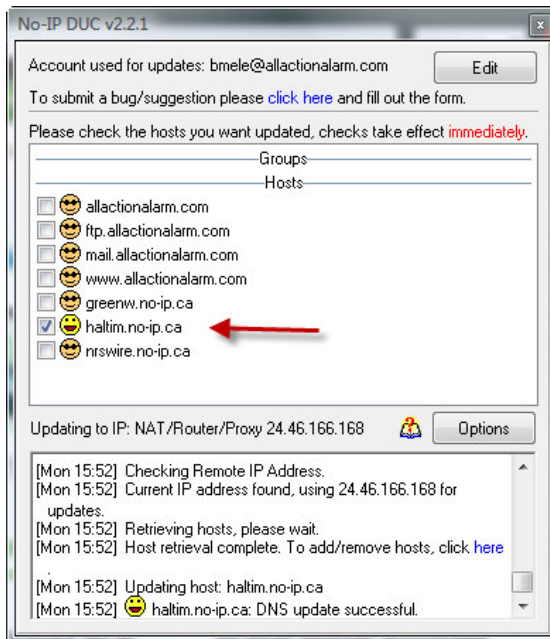 No-IP DUC v2.2.1
Account used for updates: bmele@allactionalarm.com
Edit
To submit a bug/suggestion please click here and fill out the form.
Please check the hosts you want updated, checks take effect immediately.
Groups
Hosts
allactionalarm.com
ftp.allactionalarm.com
mail.allactionalarm.com
www.allactionalarm.com
greenw.no-ip.ca
haltim.no-ip.ca
nrswire.no-ip.ca
Updating to IP: NAT/Router/Proxy 24.46.166.168
Options
[Mon 15:52] Checking Remote IP Address.
[Mon 15:52] Current IP address found, using 24.46.166.168 for
updates.
[Mon 15:52] Retrieving hosts, please wait.
[Mon 15:52] Host retrieval complete. To add/remove hosts, click here
.
[Mon 15:52] Updating host: haltim.no-ip.ca
[Mon 15:52] haltim.no-ip.ca: DNS update successful.